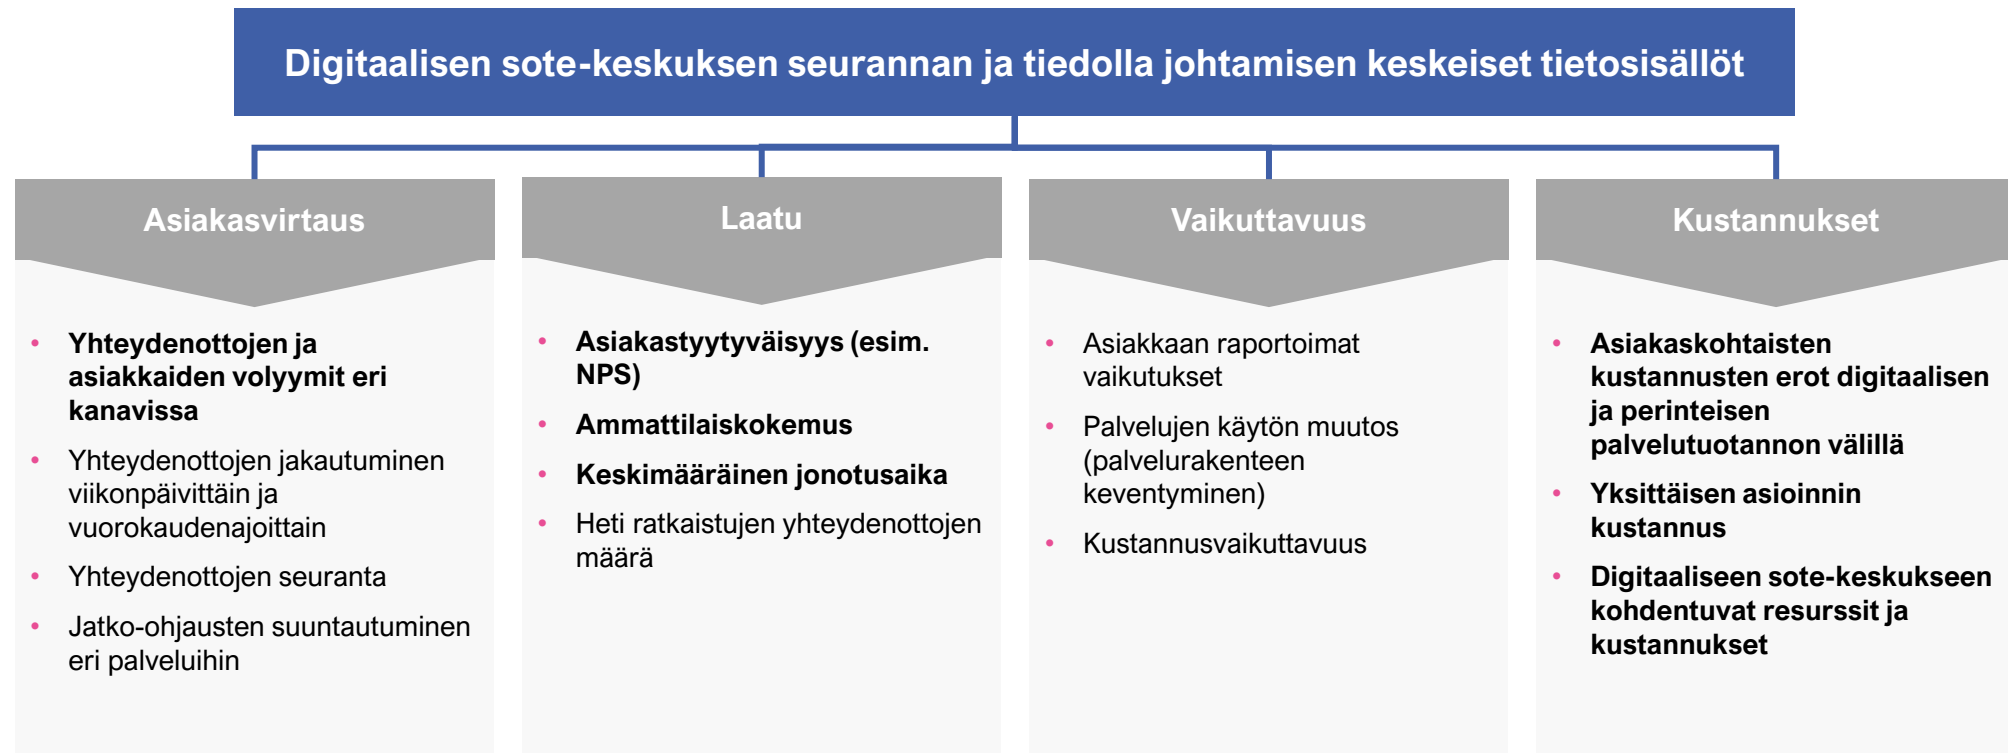 Digitaalisen sote-keskuksen seurannan ja tiedolla johtamisen keskeiset tietosisällöt
Asiakasvirtaus
• Yhteydenottojen ja
asiakkaiden volyymit eri
kanavissa
• Yhteydenottojen jakautuminen
viikonpäivittäin ja
vuorokaudenajoittain
• Yhteydenottojen seuranta
• Jatko-ohjausten suuntautuminen
eri palveluihin
Laatu
• Asiakastyytyväisyys (esim.
NPS)
• Ammattilaiskokemus
• Keskimääräinen jonotusaika
• Heti ratkaistujen yhteydenottojen
määrä
Vaikuttavuus
• Asiakkaan raportoimat
vaikutukset
• Palvelujen käytön muutos
(palvelurakenteen
keventyminen)
• Kustannusvaikuttavuus
Kustannukset
• Asiakaskohtaisten
kustannusten erot digitaalisen
ja perinteisen
palvelutuotannon välillä
• Yksittäisen asioinnin
kustannus
• Digitaaliseen sote-keskukseen
kohdentuvat resurssit ja
kustannukset